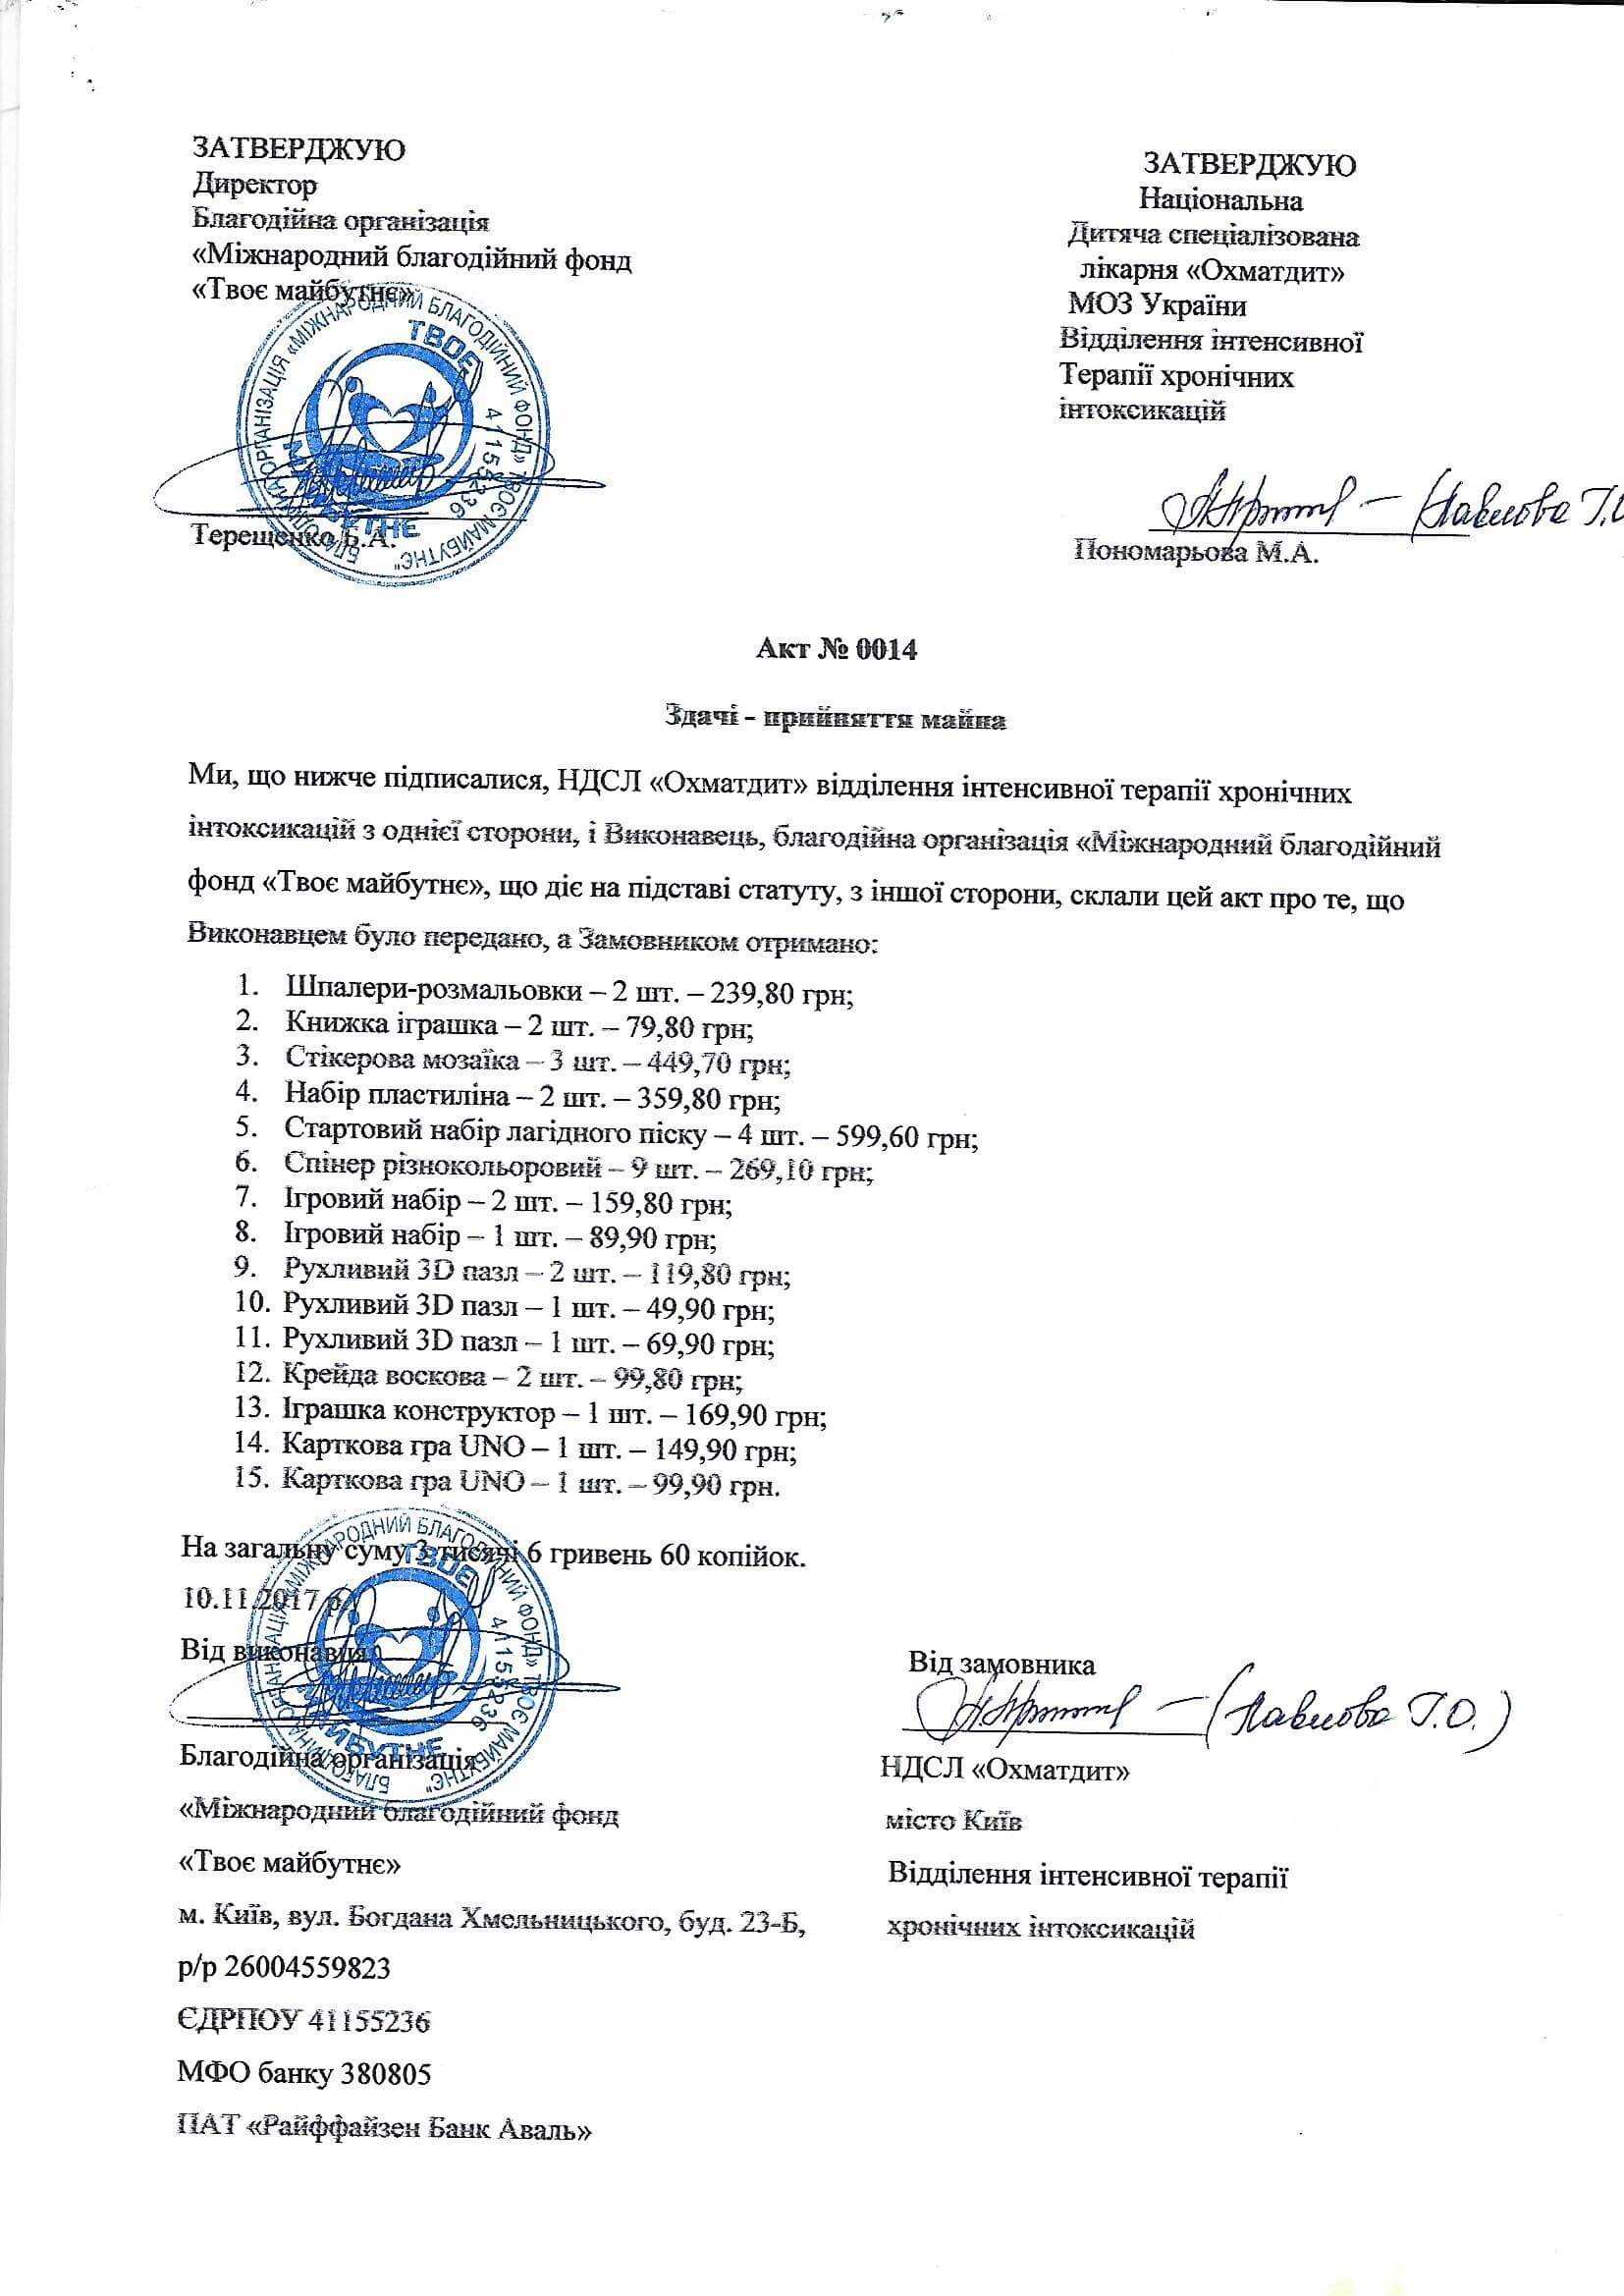 ЗАТВЕРДЖУЮ
Директор
Благодійна організація
«Міжнародний благодійний фонд
«Твоє майбутнє»
БЛАГОДІЙНА ОРГАНІЗАЦІЯ «МІЖНАРОДНИЙ БЛАГОДІЙНИЙ ФОНД» ТВОЄ МАЙБУТНЄ"
ТВОЄ
МАЙБУТНЄ
41155236
Терещенко Б.А.
ЗАТВЕРДЖУЮ
Національна
Дитяча спеціалізована
лікарня «Охматдит»
МОЗ України
Відділення інтенсивної
Терапії хронічних
інтоксикацій
(Павлова Г.О
Пономарьова М.А.
Акт № 0014
Здачі - прийняття майна
Ми, що нижче підписалися, НДСЛ «Охматдит» відділення інтенсивної терапії хронічних
інтоксикацій з однієї сторони, і Виконавець, благодійна організація «Міжнародний благодійний
фонд «Твоє майбутнє», що діє на підставі статуту, з іншої сторони, склали цей акт про те, що
Виконавцем було передано, а Замовником отримано:
1. Шпалери-розмальовки – 2 шт. – 239,80 грн;
2. Книжка іграшка – 2 шт. – 79,80 грн;
3. Стікерова мозаїка – 3 шт. – 449,70 грн;
4. Набір пластиліна – 2 шт. – 359,80 грн;
5. Стартовий набір лагідного піску – 4 шт. – 599,60 грн;
6. Спінер різнокольоровий – 9 шт. – 269,10 грн;
7. Ігровий набір – 2 шт. – 159,80 грн;
8. Ігровий набір – 1 шт. – 89,90 грн;
9. Рухливий 3D пазл – 2 шт. – 119,80 грн;
10. Рухливий 3D пазл – 1 шт. – 49,90 грн;
11. Рухливий 3D пазл – 1 шт. – 69,90 грн;
12. Крейда воскова – 2 шт. – 99,80 грн;
13. Іграшка конструктор – 1 шт. – 169,90 грн;
14. Карткова гра UNO – 1 шт. – 149,90 грн;
15. Карткова гра UNO – 1 шт. – 99,90 грн.
На загальну суму 3 тисячі 6 гривень 60 копійок.
10.11.2017 р.
Від виконавця
БЛАГОДІЙНА ОРГАНІЗАЦІЯ «МІЖНАРОДНИЙ БЛАГОДІЙНИЙ ФОНД» ТВОЄ МАЙБУТНЄ"
ТВОЄ
МАЙБУТНЄ
41155236
Благодійна організація
«Міжнародний благодійний фонд
«Твоє майбутнє»
м. Київ, вул. Богдана Хмельницького, буд. 23-Б,
р/р 26004559823
ЄДРПОУ 41155236
МФО банку 380805
ПАТ «Райффайзен Банк Аваль»
Від замовника
(Павлова Г.О.)
НДСЛ «Охматдит»
місто Київ
Відділення інтенсивної терапії
хронічних інтоксикацій